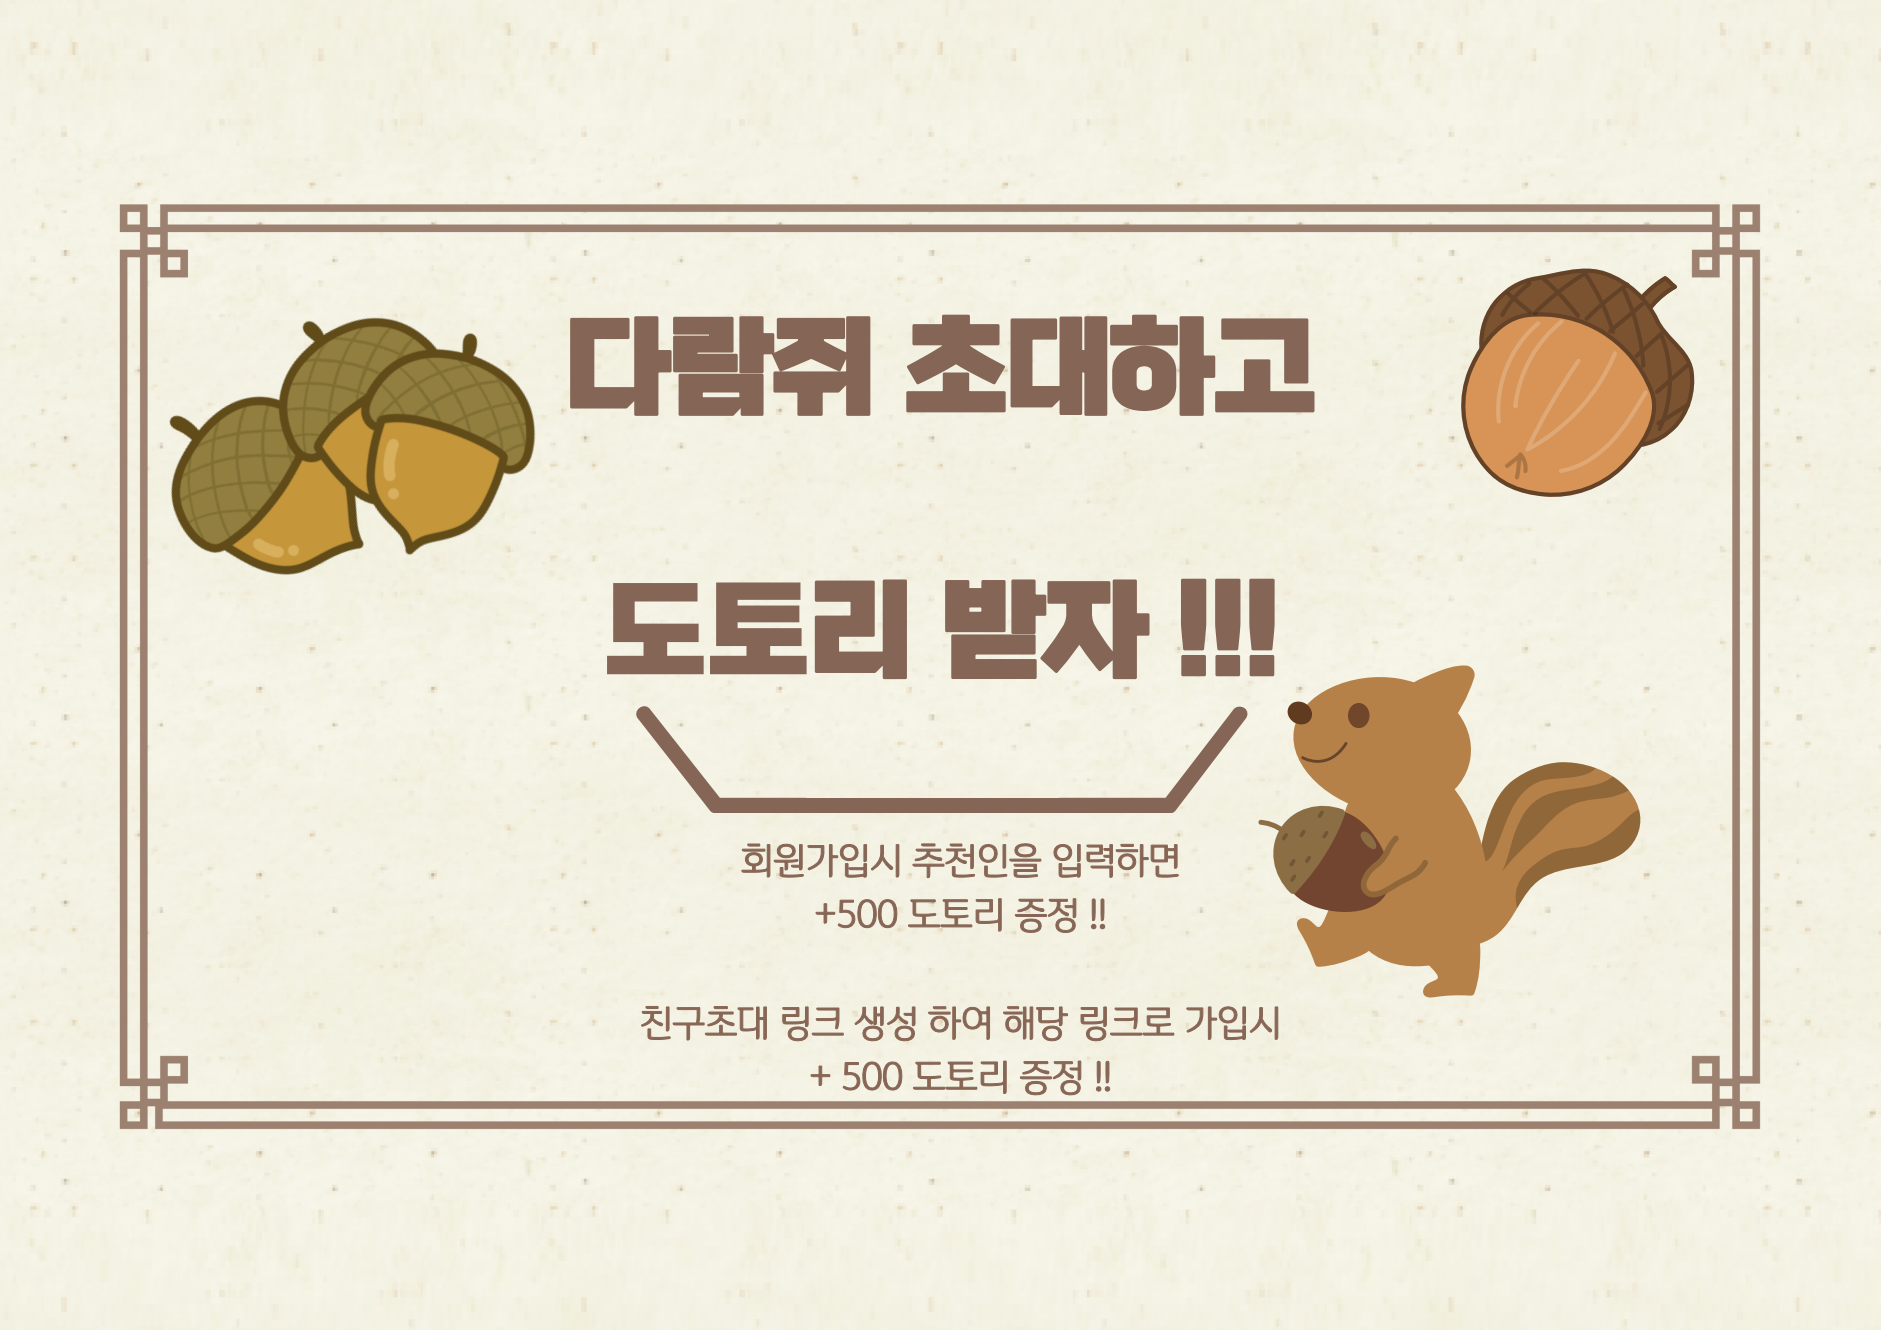 다람쥐 초대하고
도토리 받자 !!!
회원가입시 추천인을 입력하면
+500 도토리 증정 !!
친구초대 링크 생성 하여 해당 링크로 가입시
+ 500 도토리 증정 !!